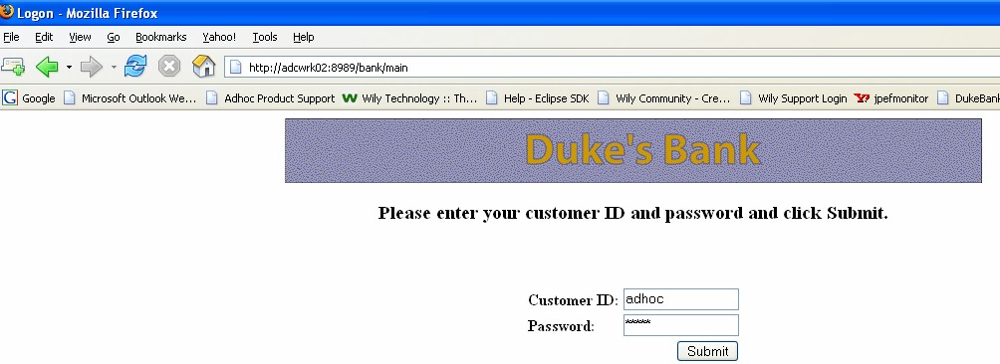 Logon - Mozilla Firefox
File Edit View Go Bookmarks Yahoo! Tools Help
http://adcwrk02:8989/bank/main
G Google Microsoft Outlook We... Adhoc Product Support W Wily Technology :: Th... Help - Eclipse SDK Wily Community - Cre... Wily Support Login Y! jpefmonitor DukeBank
Duke's Bank
Please enter your customer ID and password and click Submit.
Customer ID: adhoc
Password: *****
Submit